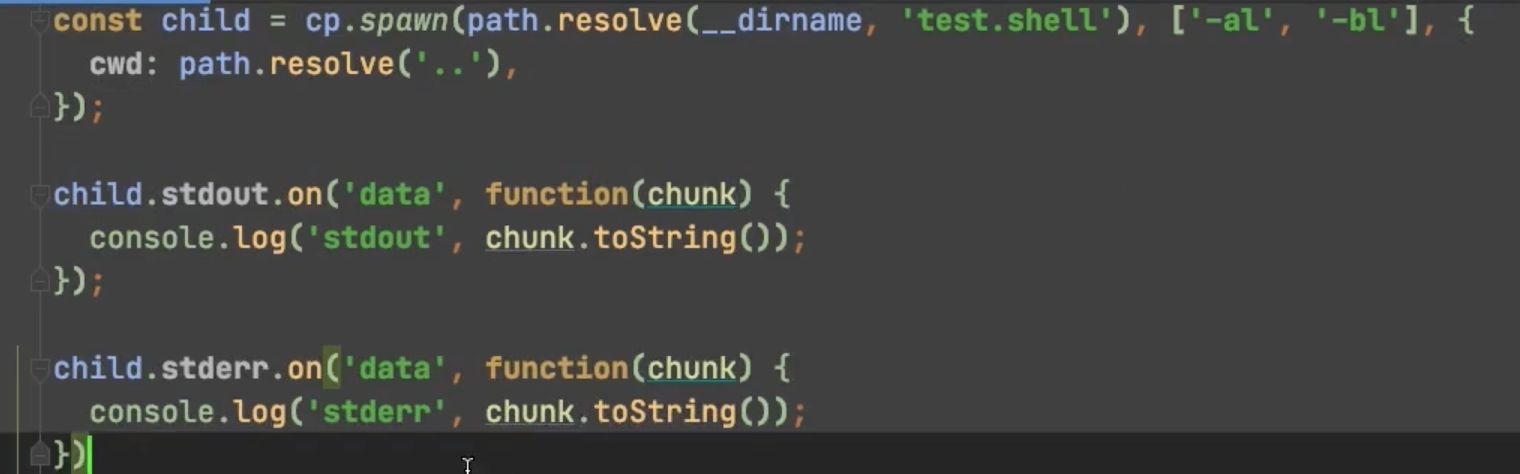 const child = cp.spawn(path.resolve(__dirname, 'test.shell'), ['-al', '-bl'], {
  cwd: path.resolve('..'),
});

child.stdout.on('data', function(chunk) {
  console.log('stdout', chunk.toString());
});

child.stderr.on('data', function(chunk) {
  console.log('stderr', chunk.toString());
})